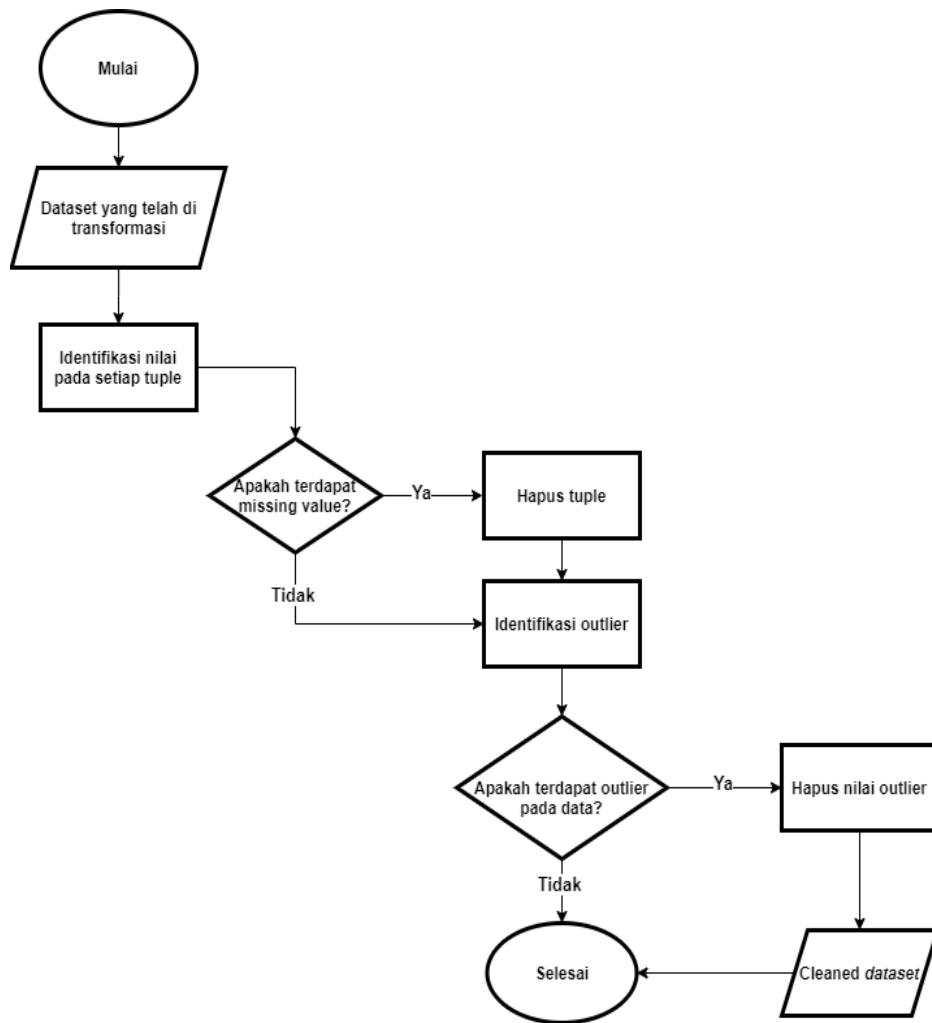 Mulai
Dataset yang telah di
transformasi
Identifikasi nilai
pada setiap tuple
Apakah terdapat
missing value?
Ya
Hapus tuple
Tidak
Identifikasi outlier
Apakah terdapat outlier
pada data?
Ya
Hapus nilai outlier
Tidak
Selesai
Cleaned dataset